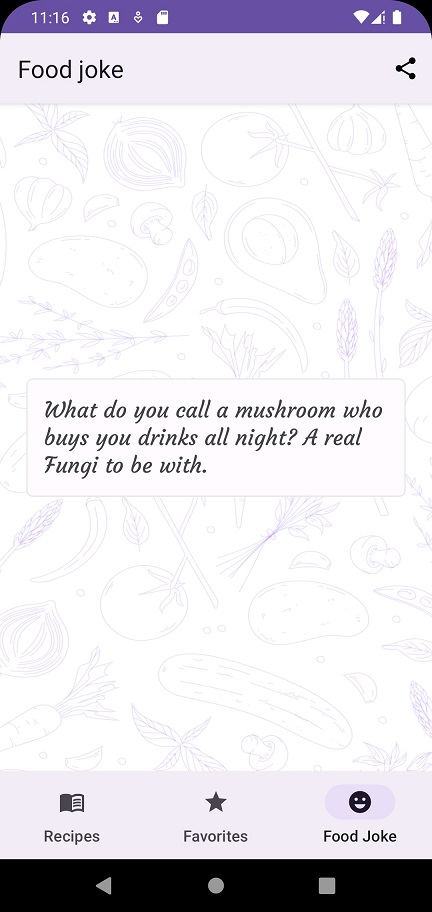 11:16
Food joke
What do you call a mushroom who
buys you drinks all night? A real
Fungi to be with.
Recipes
Favorites
Food Joke